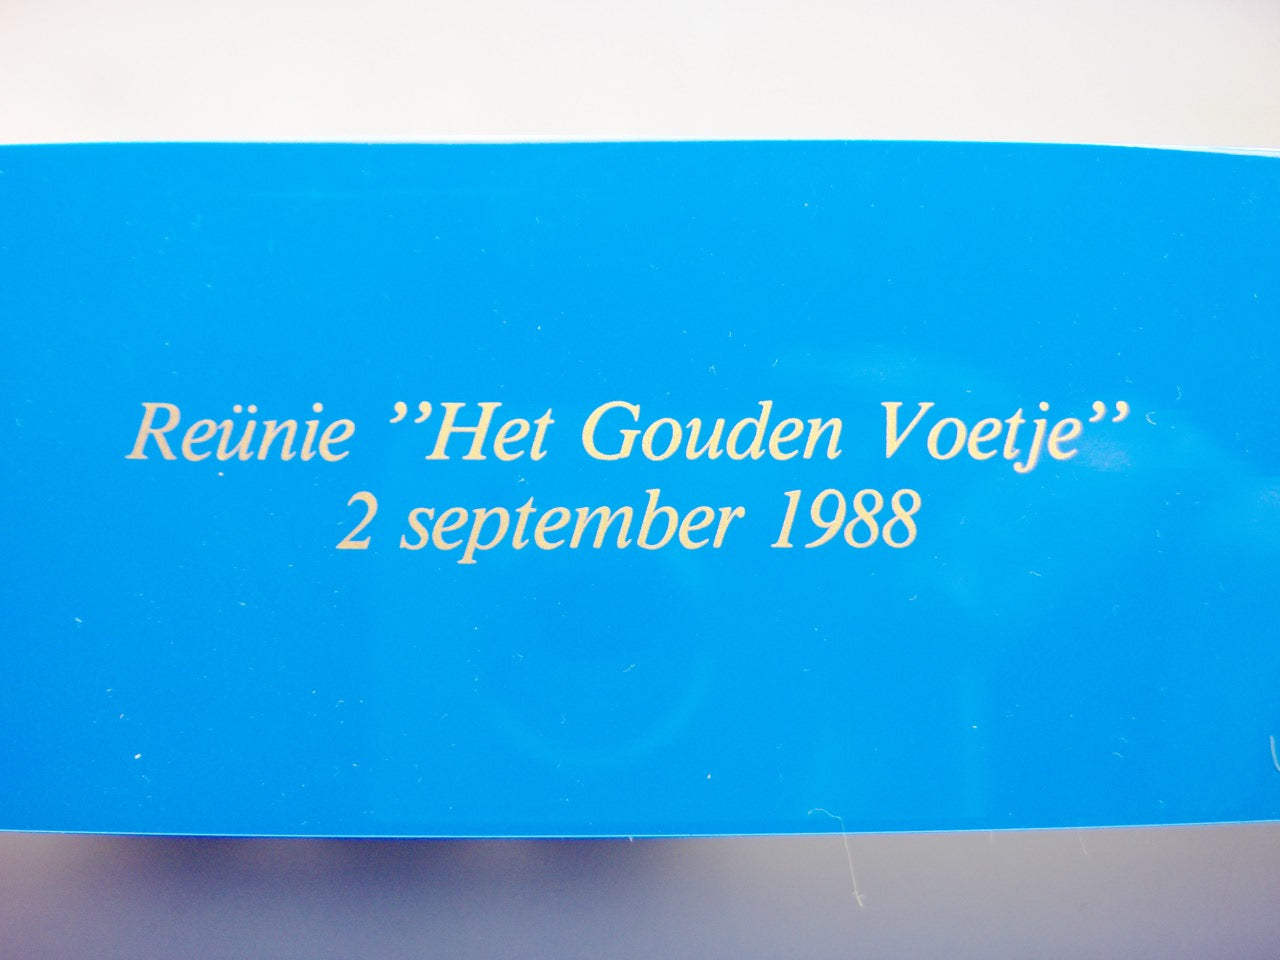 Reünie ”Het Gouden Voetje”
2 september 1988